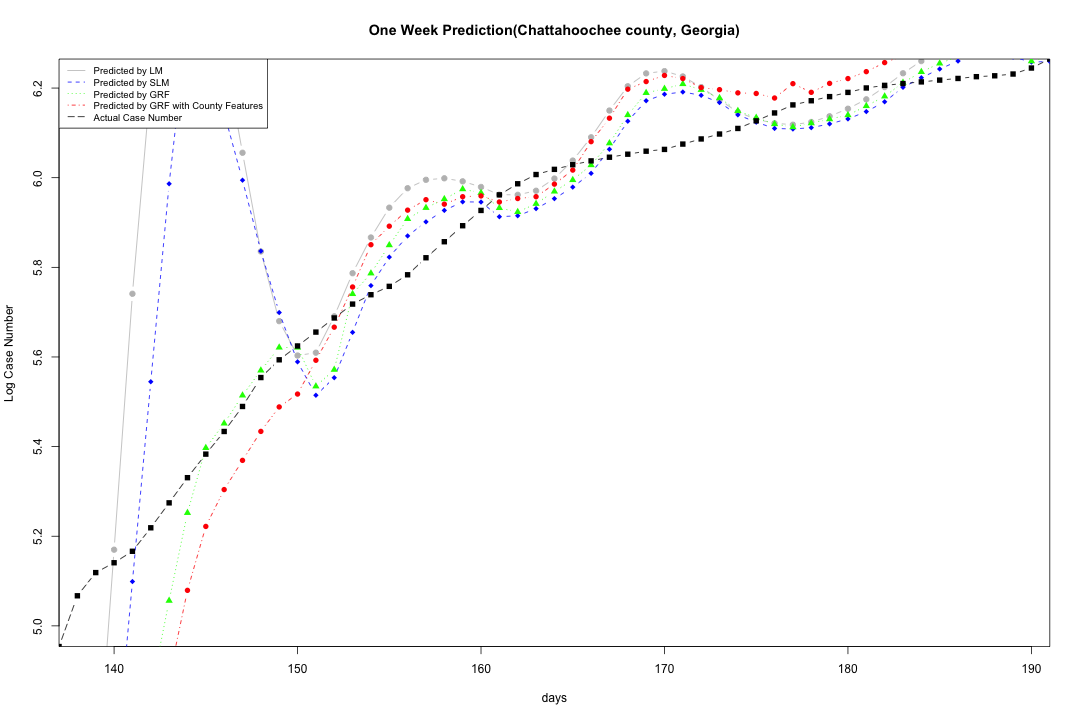 One Week Prediction(Chattahoochee county, Georgia)
Predicted by LM
Predicted by SLM
Predicted by GRF
Predicted by GRF with County Features
Actual Case Number
Log Case Number
6.2
6.0
5.8
5.6
5.4
5.2
5.0
140 150 160 170 180 190
days